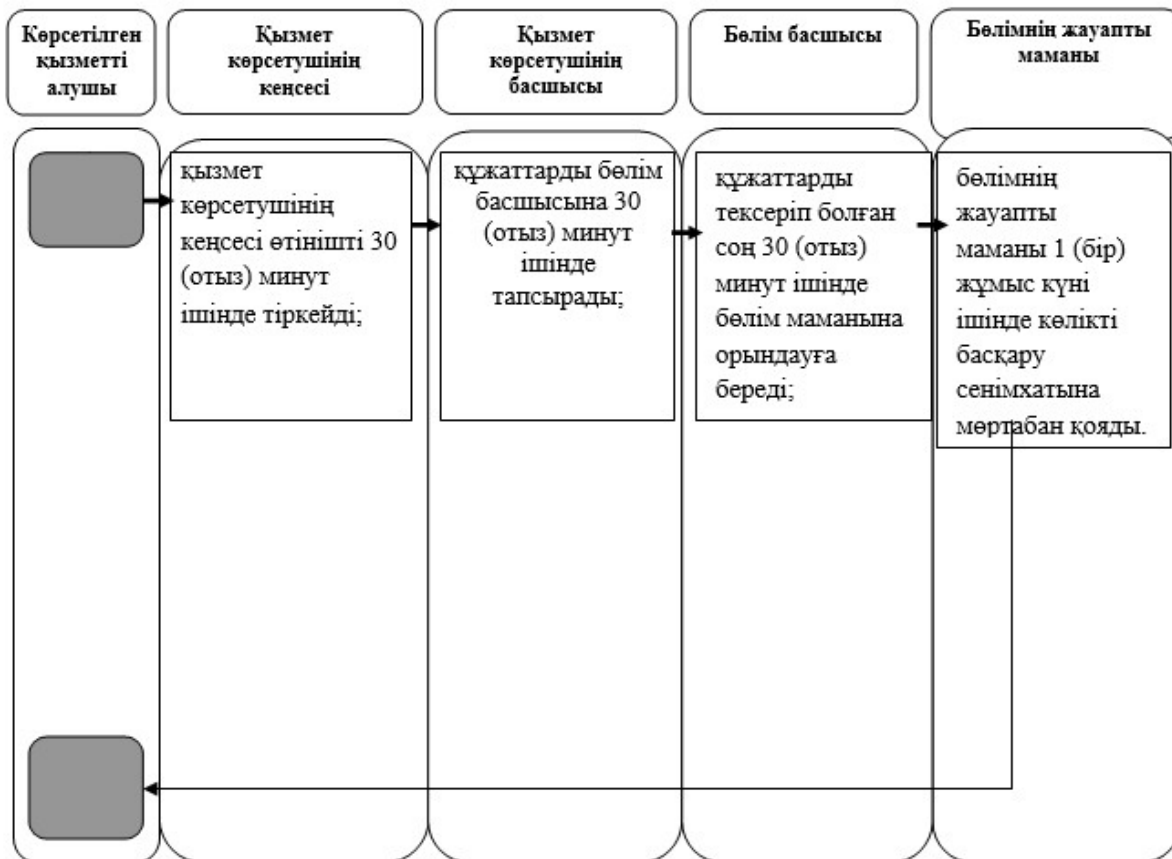 Көрсетілген
қызметті
алушы
Қызмет
көрсетушінің
кеңсесі
Қызмет
көрсетушінің
басшысы
Бөлім басшысы
Бөлімнің жауапты
маманы
қызмет
көрсетушінің
кеңсесі өтінішті 30
(отыз) минут
ішінде тіркейді;
құжаттарды бөлім
басшысына 30
(отыз) минут
ішінде
тапсырады;
құжаттарды
тексеріп болған
соң 30 (отыз)
минут ішінде
бөлім маманына
орындауға
береді;
бөлімнің
жауапты
маманы 1 (бір)
жұмыс күні
ішінде көлікті
басқару
сенімхатына
мөртабан қояды.